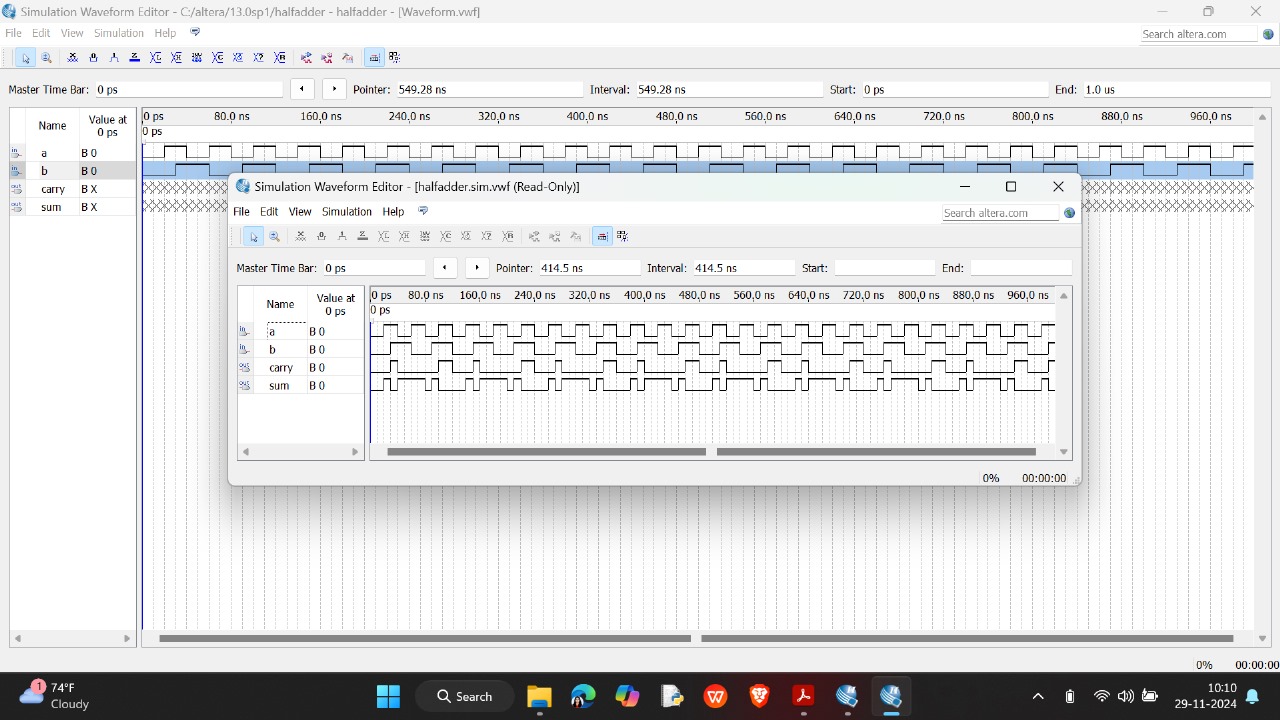 Simulation Waveform Editor - C:/altera/13.0sp1/halfadder - halfadder - [Waveform.vwf]
File Edit View Simulation Help
Search altera.com
Master Time Bar: 0 ps Pointer: 549.28 ns Interval: 549.28 ns Start: 0 ps End: 1.0 us
Name Value at 0 ps
0 ps 80.0 ns 160.0 ns 240.0 ns 320.0 ns 400.0 ns 480.0 ns 560.0 ns 640.0 ns 720.0 ns 800.0 ns 880.0 ns 960.0 ns
0 ps
a B 0
b B 0
carry B X
sum B X
Simulation Waveform Editor - [halfadder.sim.vwf (Read-Only)]
File Edit View Simulation Help
Search altera.com
Master Time Bar: 0 ps Pointer: 414.5 ns Interval: 414.5 ns Start: End:
Name Value at 0 ps
0 ps 80.0 ns 160.0 ns 240.0 ns 320.0 ns 400.0 ns 480.0 ns 560.0 ns 640.0 ns 720.0 ns 800.0 ns 880.0 ns 960.0 ns
0 ps
a B 0
b B 0
carry B 0
sum B 0
0% 00:00:00
0% 00:00:00
1
74°F
Cloudy
Search
10:10
29-11-2024